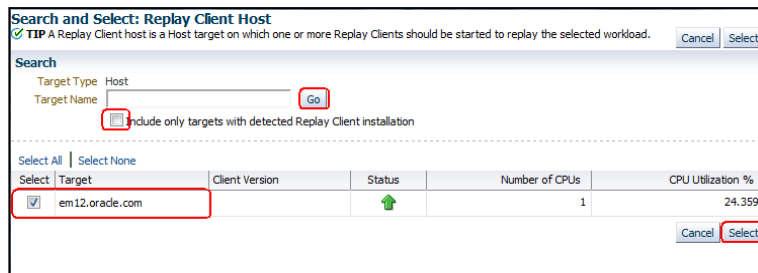 Search and Select: Replay Client Host
TIP A Replay Client host is a Host target on which one or more Replay Clients should be started to replay the selected workload.
Cancel Select
Search
Target Type Host
Target Name Go
Include only targets with detected Replay Client installation
Select All | Select None
Select Target Client Version Status Number of CPUs CPU Utilization %
em12.oracle.com 1 24.359
Cancel Select